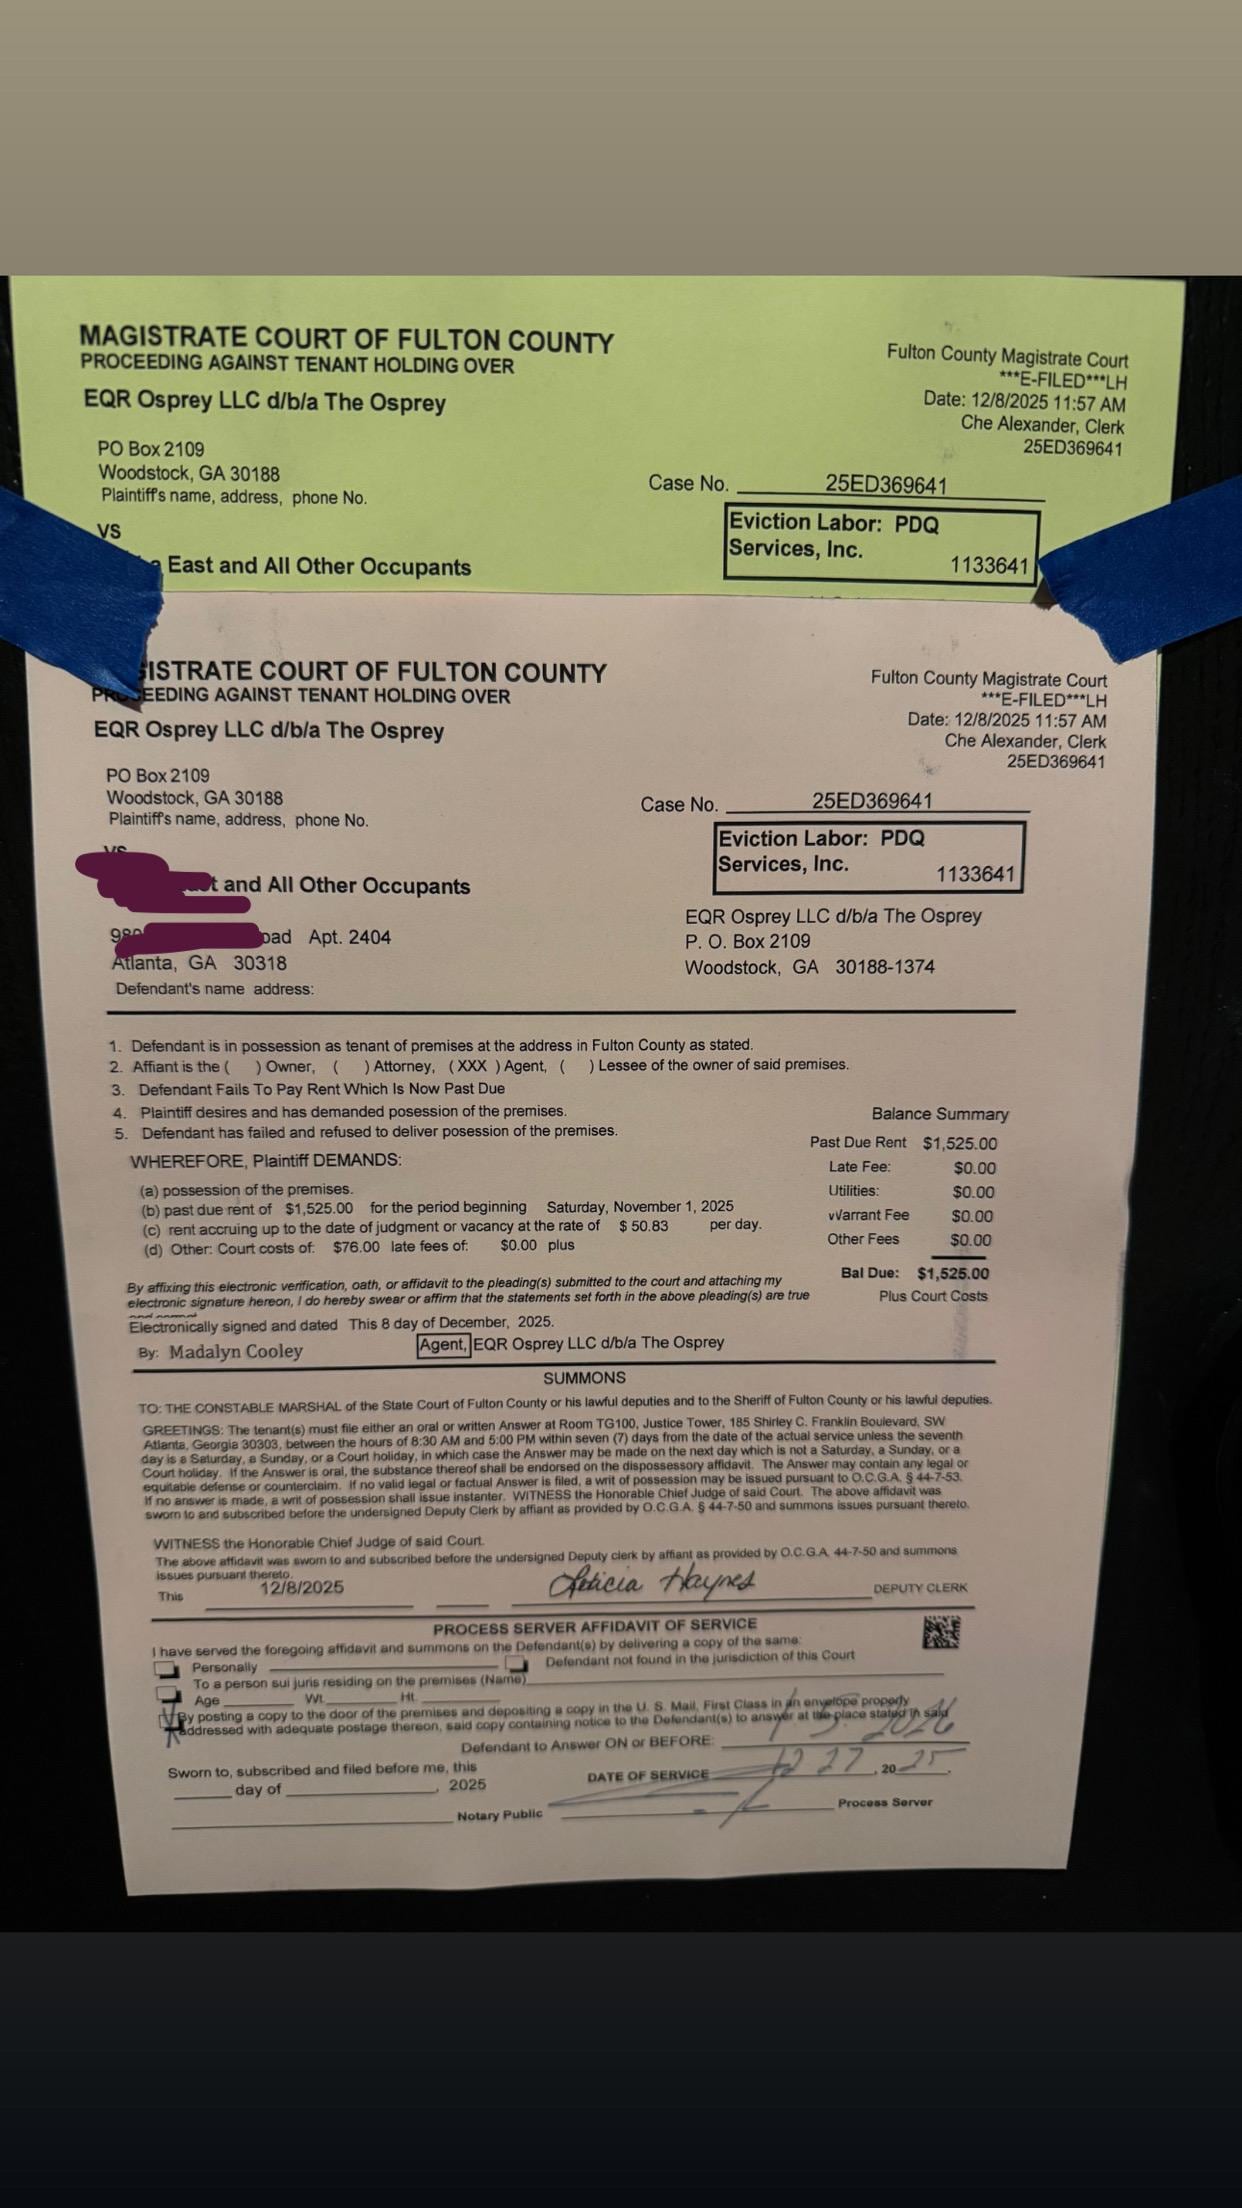 MAGISTRATE COURT OF FULTON COUNTY
PROCEEDING AGAINST TENANT HOLDING OVER
EQR Osprey LLC d/b/a The Osprey
PO Box 2109
Woodstock, GA 30188
Plaintiff's name, address, phone No.
VS
East and All Other Occupants
Fulton County Magistrate Court
***E-FILED***LH
Date: 12/8/2025 11:57 AM
Che Alexander, Clerk
25ED369641
Case No. 25ED369641
Eviction Labor: PDQ
Services, Inc.
1133641
ISTRATE COURT OF FULTON COUNTY
PROCEEDING AGAINST TENANT HOLDING OVER
EQR Osprey LLC d/b/a The Osprey
PO Box 2109
Woodstock, GA 30188
Plaintiff's name, address, phone No.
VS
and All Other Occupants
Apt. 2404
Atlanta, GA 30318
Defendant's name address:
Fulton County Magistrate Court
***E-FILED***LH
Date: 12/8/2025 11:57 AM
Che Alexander, Clerk
25ED369641
Case No. 25ED369641
Eviction Labor: PDQ
Services, Inc.
1133641
EQR Osprey LLC d/b/a The Osprey
P. O. Box 2109
Woodstock, GA 30188-1374
1. Defendant is in possession as tenant of premises at the address in Fulton County as stated.
2. Affiant is the ( ) Owner, ( ) Attorney, ( XXX ) Agent, ( ) Lessee of the owner of said premises.
3. Defendant Fails To Pay Rent Which Is Now Past Due
4. Plaintiff desires and has demanded posession of the premises.
5. Defendant has failed and refused to deliver posession of the premises.
WHEREFORE, Plaintiff DEMANDS:
(a) possession of the premises.
(b) past due rent of $1,525.00 for the period beginning Saturday, November 1, 2025
(c) rent accruing up to the date of judgment or vacancy at the rate of $ 50.83 per day.
(d) Other: Court costs of: $76.00 late fees of: $0.00 plus
Balance Summary
Past Due Rent $1,525.00
Late Fee: $0.00
Utilities: $0.00
Warrant Fee $0.00
Other Fees $0.00
Bal Due: $1,525.00
Plus Court Costs
By affixing this electronic verification, oath, or affidavit to the pleading(s) submitted to the court and attaching my
electronic signature hereon, I do hereby swear or affirm that the statements set forth in the above pleading(s) are true
Electronically signed and dated This 8 day of December, 2025.
By: Madalyn Cooley Agent, EQR Osprey LLC d/b/a The Osprey
SUMMONS
TO: THE CONSTABLE MARSHAL of the State Court of Fulton County or his lawful deputies and to the Sheriff of Fulton County or his lawful deputies.
GREETINGS: The tenant(s) must file either an oral or written Answer at Room TG100, Justice Tower, 185 Shirley C. Franklin Boulevard, SW
Atlanta, Georgia 30303, between the hours of 8:30 AM and 5:00 PM within seven (7) days from the date of the actual service unless the seventh
day is a Saturday, a Sunday, or a Court holiday, in which case the Answer may be made on the next day which is not a Saturday, a Sunday, or a
Court holiday. If the Answer is oral, the substance thereof shall be endorsed on the dispossessory affidavit. The Answer may contain any legal or
equitable defense or counterclaim. If no valid legal or factual Answer is filed, a writ of possession may be issued pursuant to O.C.G.A. § 44-7-53.
If no answer is made, a writ of possession shall issue instanter. WITNESS the Honorable Chief Judge of said Court. The above affidavit was
sworn to and subscribed before the undersigned Deputy Clerk by affiant as provided by O.C.G.A. § 44-7-50 and summons issues pursuant thereto.
WITNESS the Honorable Chief Judge of said Court.
The above affidavit was sworn to and subscribed before the undersigned Deputy clerk by affiant as provided by O.C.G.A. 44-7-50 and summons
issues pursuant thereto.
This 12/8/2025 Leticia Haynes DEPUTY CLERK
PROCESS SERVER AFFIDAVIT OF SERVICE
I have served the foregoing affidavit and summons on the Defendant(s) by delivering a copy of the same:
Personally Defendant not found in the jurisdiction of this Court
To a person sui juris residing on the premises (Name)
Age Wt. Ht.
By posting a copy to the door of the premises and depositing a copy in the U. S. Mail, First Class in an envelope properly
addressed with adequate postage thereon, said copy containing notice to the Defendant(s) to answer at the place stated in said
Defendant to Answer ON or BEFORE: 1 5 2026
Sworn to, subscribed and filed before me, this
day of , 2025
DATE OF SERVICE 12 27 , 20 25.
Notary Public Process Server